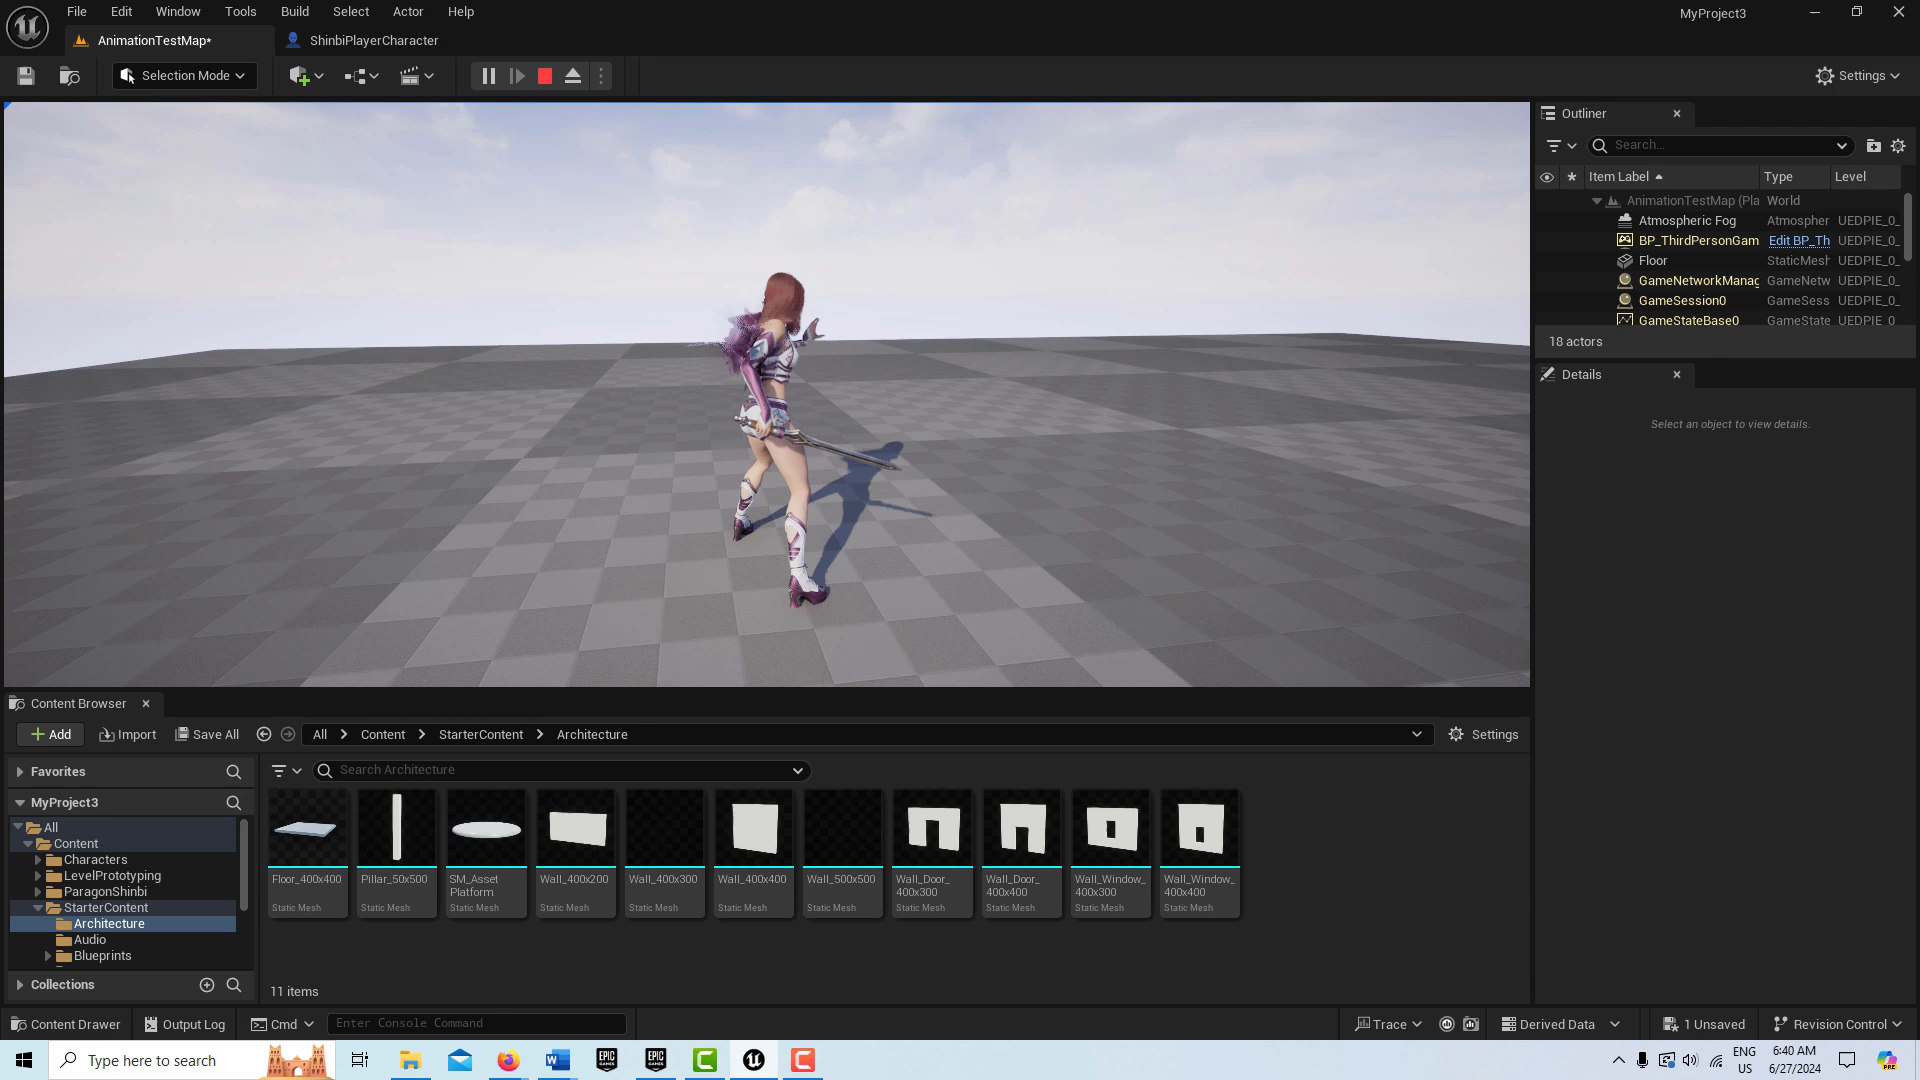 File Edit Window Tools Build Select Actor Help
MyProject3
AnimationTestMap*
ShinbiPlayerCharacter
Selection Mode
Settings
Outliner
Search...
Item Label Type Level
AnimationTestMap (Pla World
Atmospheric Fog Atmospher UEDPIE_0_
BP_ThirdPersonGam Edit BP_Th UEDPIE_0_
Floor StaticMesh UEDPIE_0_
GameNetworkManag GameNetw UEDPIE_0_
GameSession0 GameSess UEDPIE_0_
GameStateBase0 GameState UEDPIE_0
18 actors
Details
Select an object to view details.
Content Browser
Add Import Save All All Content StarterContent Architecture Settings
Favorites
Search Architecture
MyProject3
All
Content
Characters
LevelPrototyping
ParagonShinbi
StarterContent
Architecture
Audio
Blueprints
Collections
Floor_400x400
Static Mesh
Pillar_50x500
Static Mesh
SM_Asset
Platform
Static Mesh
Wall_400x200
Static Mesh
Wall_400x300
Static Mesh
Wall_400x400
Static Mesh
Wall_500x500
Static Mesh
Wall_Door_
400x300
Static Mesh
Wall_Door_
400x400
Static Mesh
Wall_Window_
400x300
Static Mesh
Wall_Window_
400x400
Static Mesh
11 items
Content Drawer Output Log Cmd Enter Console Command Trace Derived Data 1 Unsaved Revision Control
Type here to search
EPIC
GAMES
EPIC
GAMES
ENG
US
6:40 AM
6/27/2024
PRE